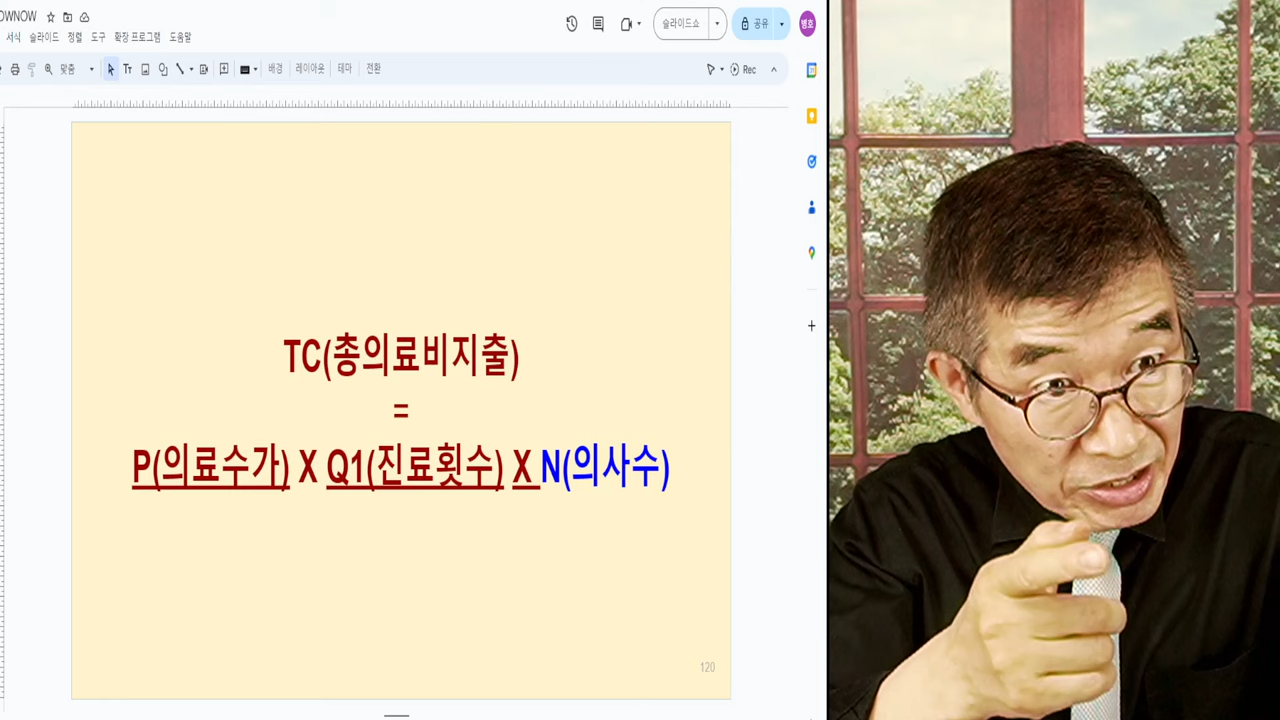 OWNOW
서식 슬라이드 정렬 도구 확장 프로그램 도움말
슬라이드쇼
공유
병호
맞춤
Tт
배경 레이아웃 테마 전환
Rec
TC(총의료비지출)
=
P(의료수가) X Q1(진료횟수) X N(의사수)
120